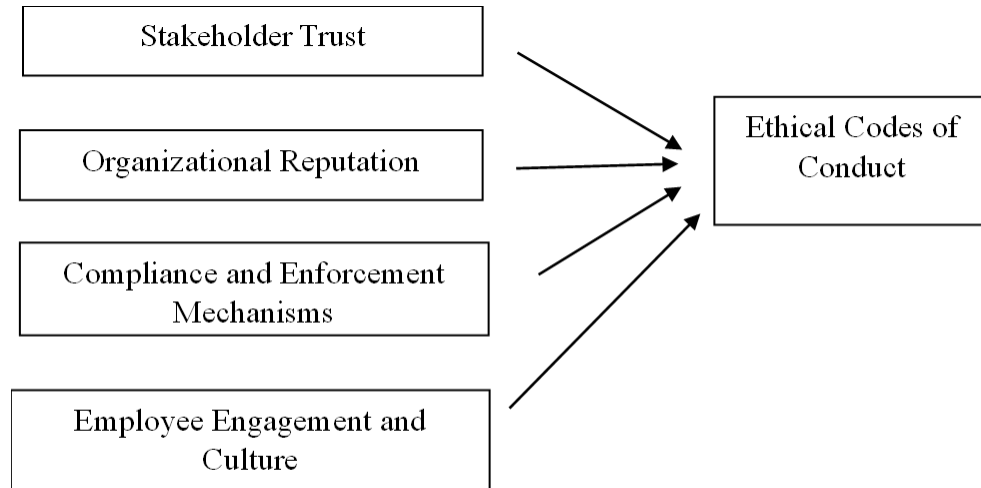 Stakeholder Trust
Organizational Reputation
Compliance and Enforcement
Mechanisms
Employee Engagement and
Culture
Ethical Codes of
Conduct